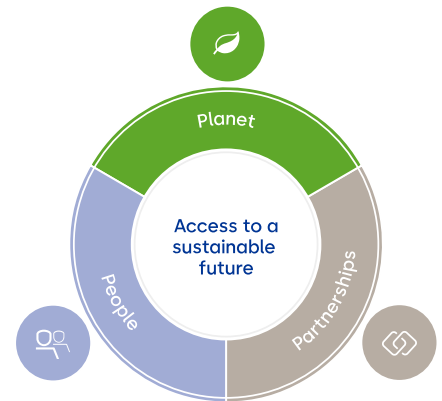 Planet
Access to a
sustainable
future
People
Partnerships